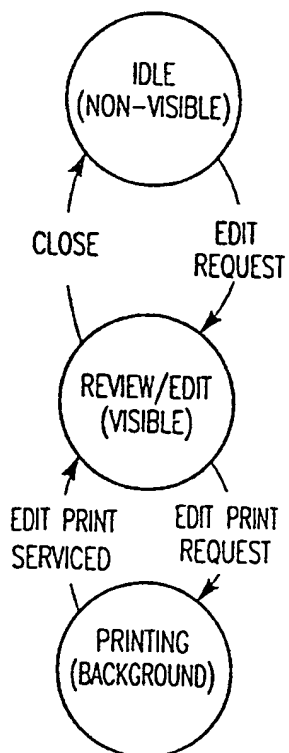 IDLE
(NON-VISIBLE)
CLOSE
EDIT
REQUEST
REVIEW/EDIT
(VISIBLE)
EDIT PRINT
SERVICED
EDIT PRINT
REQUEST
PRINTING
(BACKGROUND)